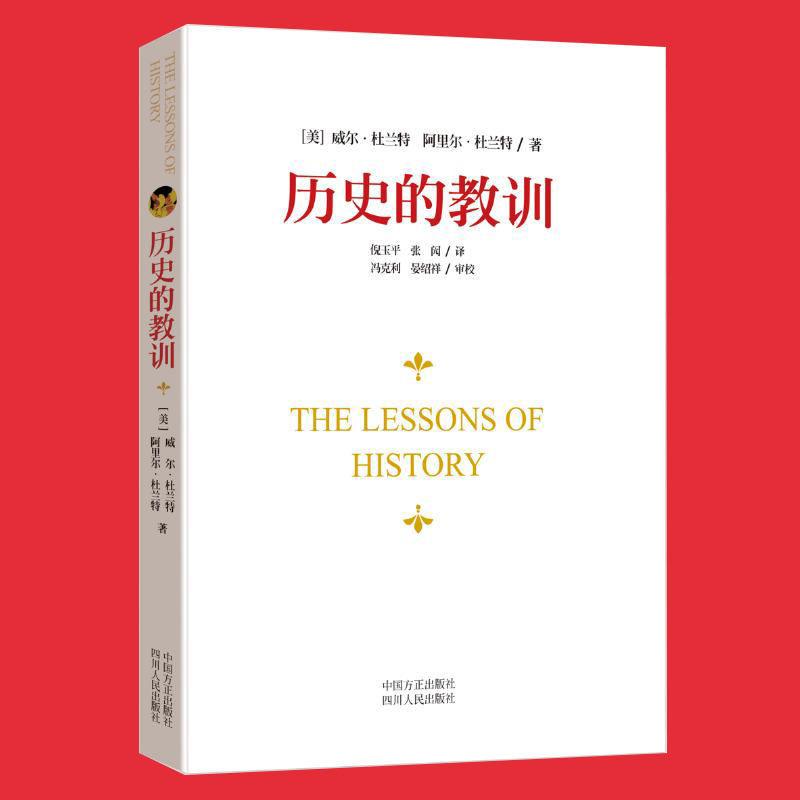 [美] 威尔·杜兰特 阿里尔·杜兰特 / 著
历史的教训
倪玉平 张 闶 / 译
冯克利 晏绍祥 / 审校
THE LESSONS OF
HISTORY
中国方正出版社
四川人民出版社
THE LESSONS OF
HISTORY
历史的教训
[美] 威尔·杜兰特
阿里尔·杜兰特
著
中国方正出版社
四川人民出版社